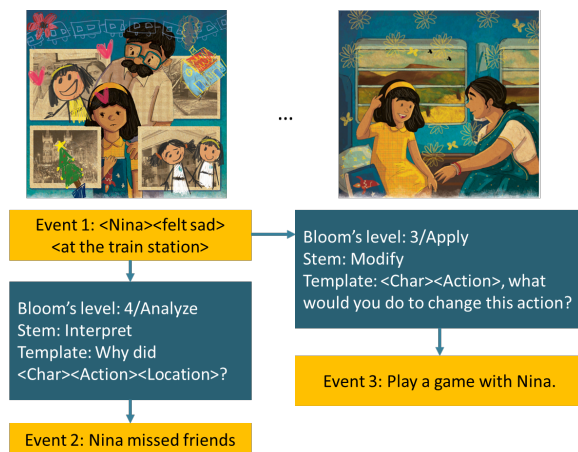 ...
Event 1: <Nina><felt sad>
<at the train station>
Bloom's level: 4/Analyze
Stem: Interpret
Template: Why did
<Char><Action><Location>?
Event 2: Nina missed friends
Bloom's level: 3/Apply
Stem: Modify
Template: <Char><Action>, what
would you do to change this action?
Event 3: Play a game with Nina.